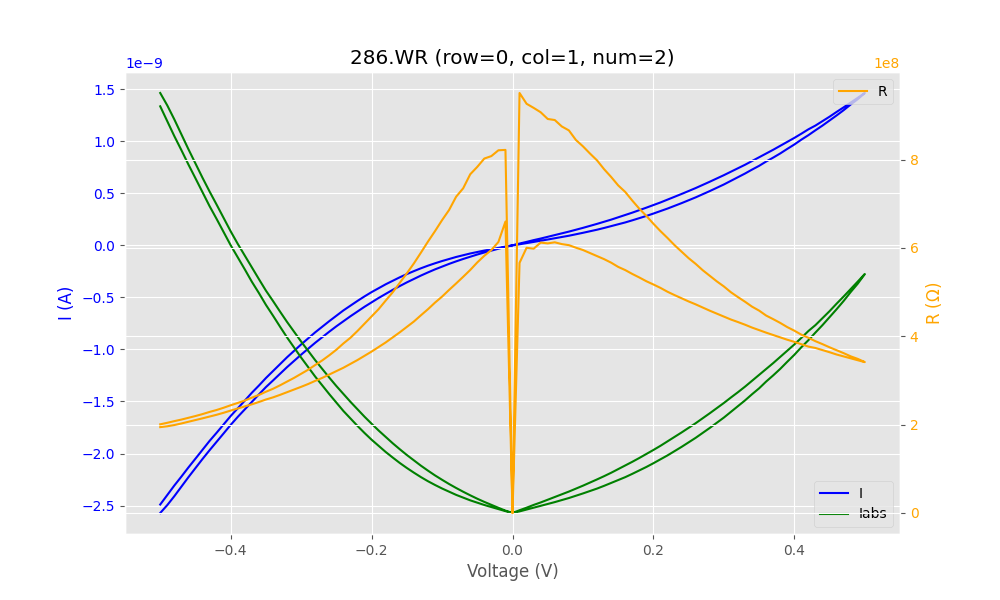 286.WR (row=0, col=1, num=2)
1e−9
1e8
R
1.5
1.0
0.5
0.0
−0.5
−1.0
−1.5
−2.0
−2.5
I (A)
8
6
4
2
0
R (Ω)
I
Iabs
−0.4
−0.2
0.0
0.2
0.4
Voltage (V)